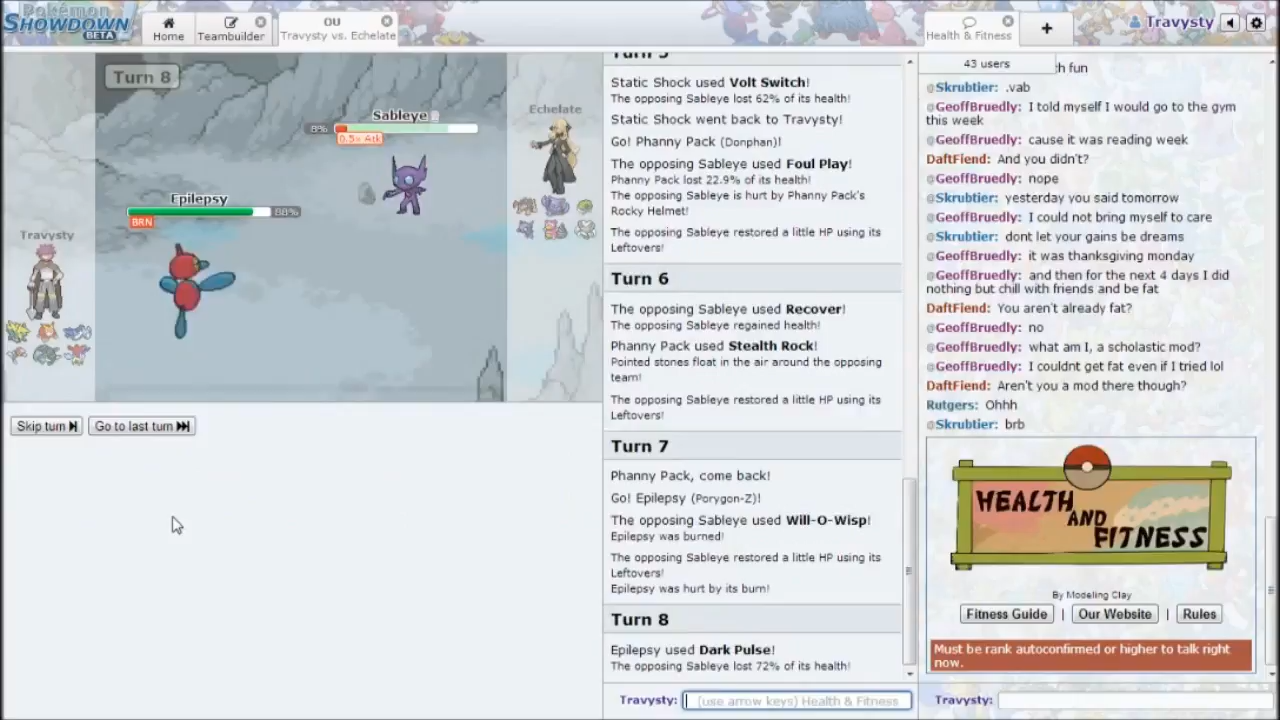 Pokémon
SHOWDOWN
BETA
Home
Teambuilder
OU
Travysty vs. Echelate
Health & Fitness
+
Travysty
Turn 8
Sableye
8%
0.5× Atk
Epilepsy
88%
BRN
Travysty
Echelate
Skip turn
Go to last turn
Turn 5
Static Shock used Volt Switch!
The opposing Sableye lost 62% of its health!
Static Shock went back to Travysty!
Go! Phanny Pack (Donphan)!
The opposing Sableye used Foul Play!
Phanny Pack lost 22.9% of its health!
The opposing Sableye is hurt by Phanny Pack's
Rocky Helmet!
The opposing Sableye restored a little HP using its
Leftovers!
Turn 6
The opposing Sableye used Recover!
The opposing Sableye regained health!
Phanny Pack used Stealth Rock!
Pointed stones float in the air around the opposing
team!
The opposing Sableye restored a little HP using its
Leftovers!
Turn 7
Phanny Pack, come back!
Go! Epilepsy (Porygon-Z)!
The opposing Sableye used Will-O-Wisp!
Epilepsy was burned!
The opposing Sableye restored a little HP using its
Leftovers!
Epilepsy was hurt by its burn!
Turn 8
Epilepsy used Dark Pulse!
The opposing Sableye lost 72% of its health!
Travysty: (use arrow keys) Health & Fitness
43 users
h fun
@Skrubtier: .vab
@GeoffBruedly: I told myself I would go to the gym
this week
@GeoffBruedly: cause it was reading week
DaftFiend: And you didn't?
@GeoffBruedly: nope
@Skrubtier: yesterday you said tomorrow
@GeoffBruedly: I could not bring myself to care
@Skrubtier: dont let your gains be dreams
@GeoffBruedly: it was thanksgiving monday
@GeoffBruedly: and then for the next 4 days I did
nothing but chill with friends and be fat
DaftFiend: You aren't already fat?
@GeoffBruedly: no
@GeoffBruedly: what am I, a scholastic mod?
@GeoffBruedly: I couldnt get fat even if I tried lol
DaftFiend: Aren't you a mod there though?
Rutgers: Ohhh
@Skrubtier: brb
HEALTH
AND
FITNESS
By Modeling Clay
Fitness Guide | Our Website | Rules
Must be rank autoconfirmed or higher to talk right
now.
Travysty: